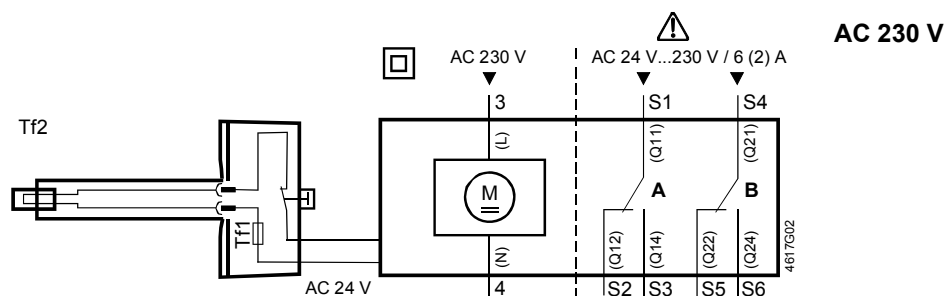 AC 230 V
AC 230 V
AC 24 V...230 V / 6 (2) A
3
S1
S4
Tf2
(L)
(Q11)
(Q21)
M
A
B
Tf1
(N)
(Q12)
(Q14)
(Q22)
(Q24)
4617G02
AC 24 V
4
S2
S3
S5
S6